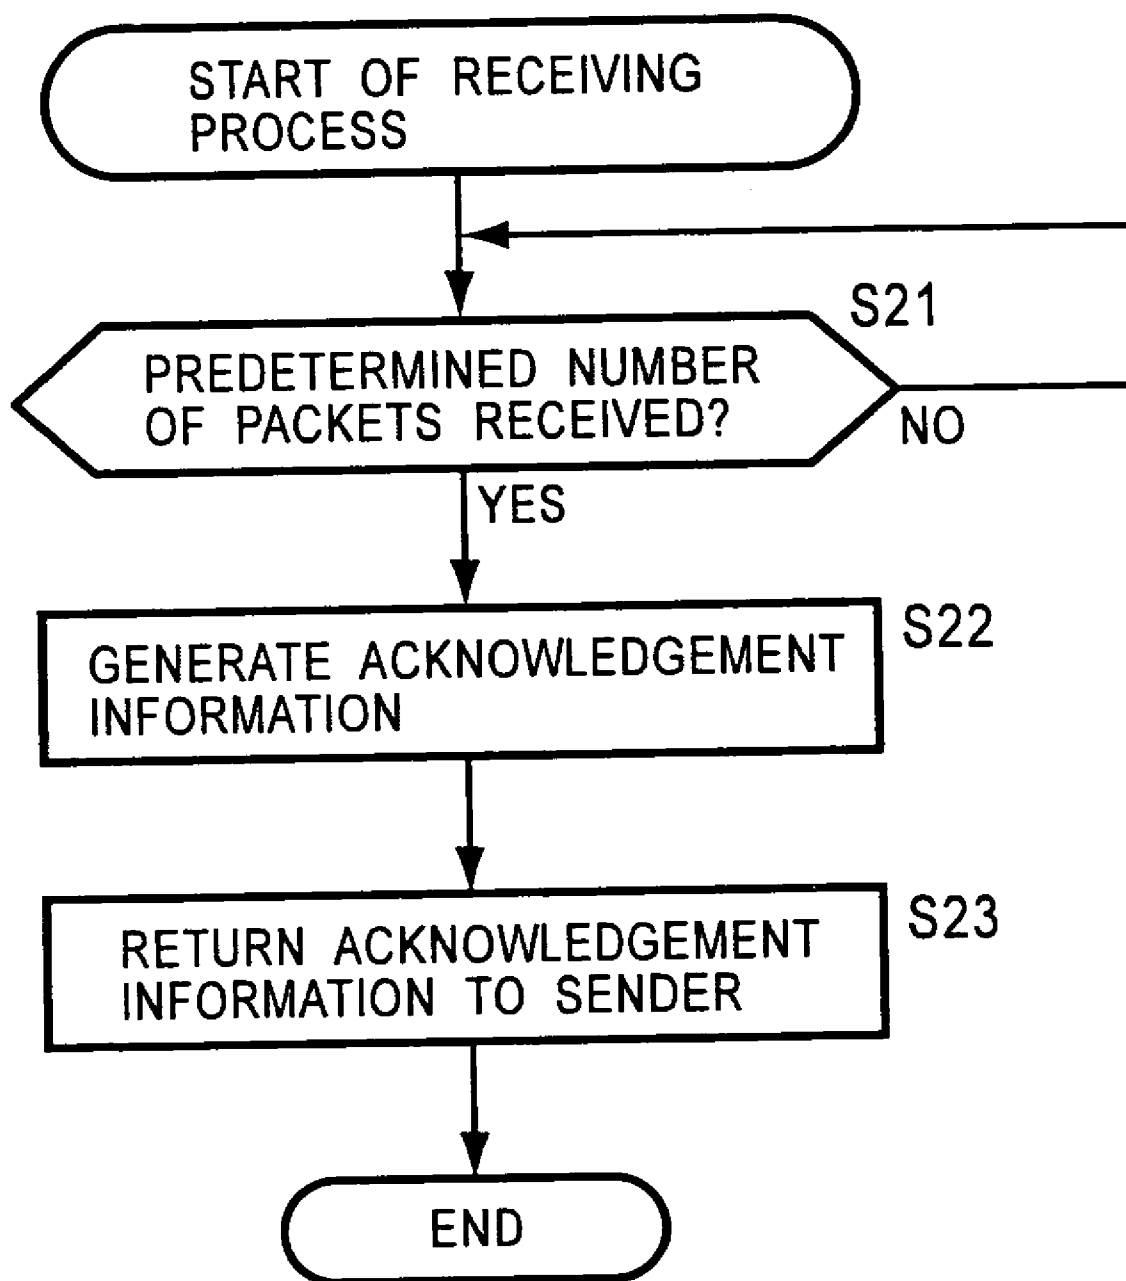 START OF RECEIVING
PROCESS
S21
PREDETERMINED NUMBER
OF PACKETS RECEIVED?
NO
YES
S22
GENERATE ACKNOWLEDGEMENT
INFORMATION
S23
RETURN ACKNOWLEDGEMENT
INFORMATION TO SENDER
END